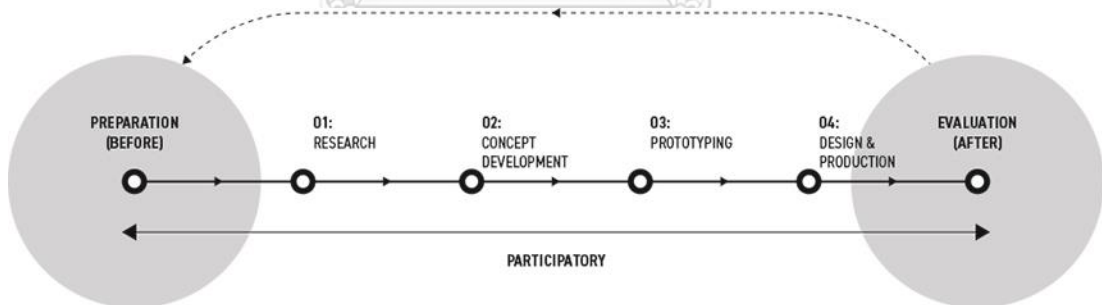 PREPARATION
(BEFORE)
01:
RESEARCH
02:
CONCEPT
DEVELOPMENT
03:
PROTOTYPING
04:
DESIGN &
PRODUCTION
EVALUATION
(AFTER)
PARTICIPATORY